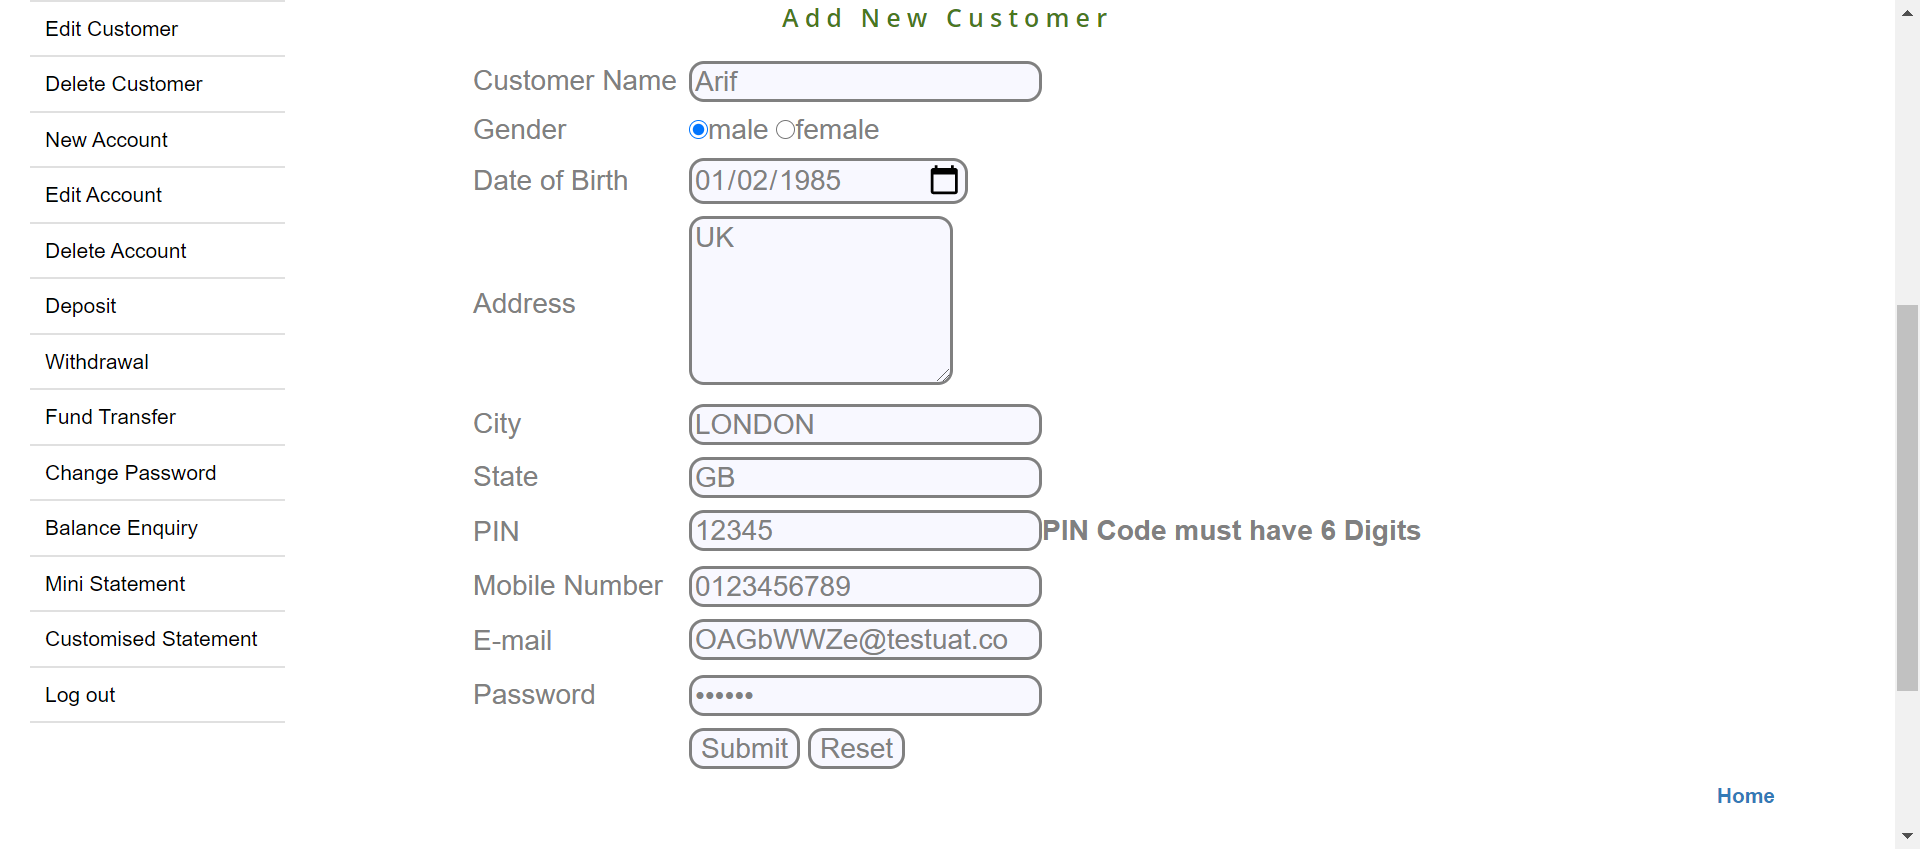 Edit Customer
Delete Customer
New Account
Edit Account
Delete Account
Deposit
Withdrawal
Fund Transfer
Change Password
Balance Enquiry
Mini Statement
Customised Statement
Log out
Add New Customer
Customer Name Arif
Gender male female
Date of Birth 01/02/1985
Address UK
City LONDON
State GB
PIN 12345 PIN Code must have 6 Digits
Mobile Number 0123456789
E-mail OAGbWWZe@testuat.co
Password ••••••
Submit Reset
Home